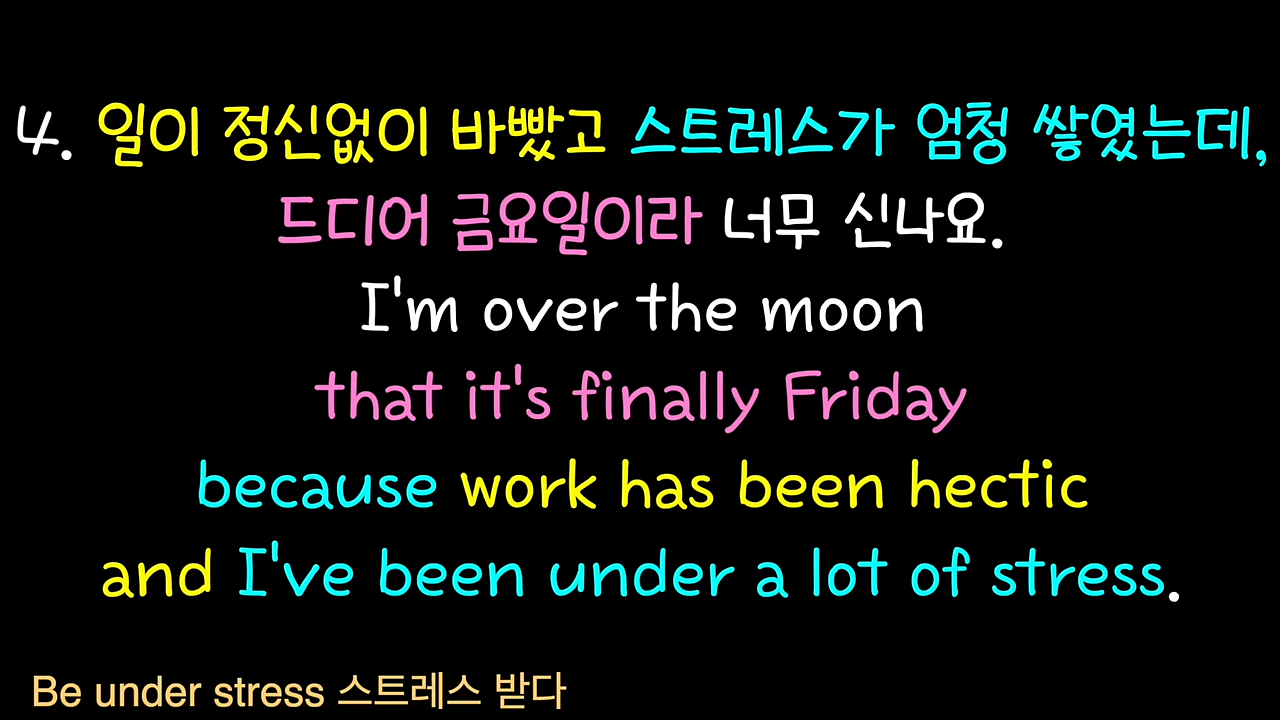 4. 일이 정신없이 바빴고 스트레스가 엄청 쌓였는데,
드디어 금요일이라 너무 신나요.
I'm over the moon
that it's finally Friday
because work has been hectic
and I've been under a lot of stress.
Be under stress 스트레스 받다